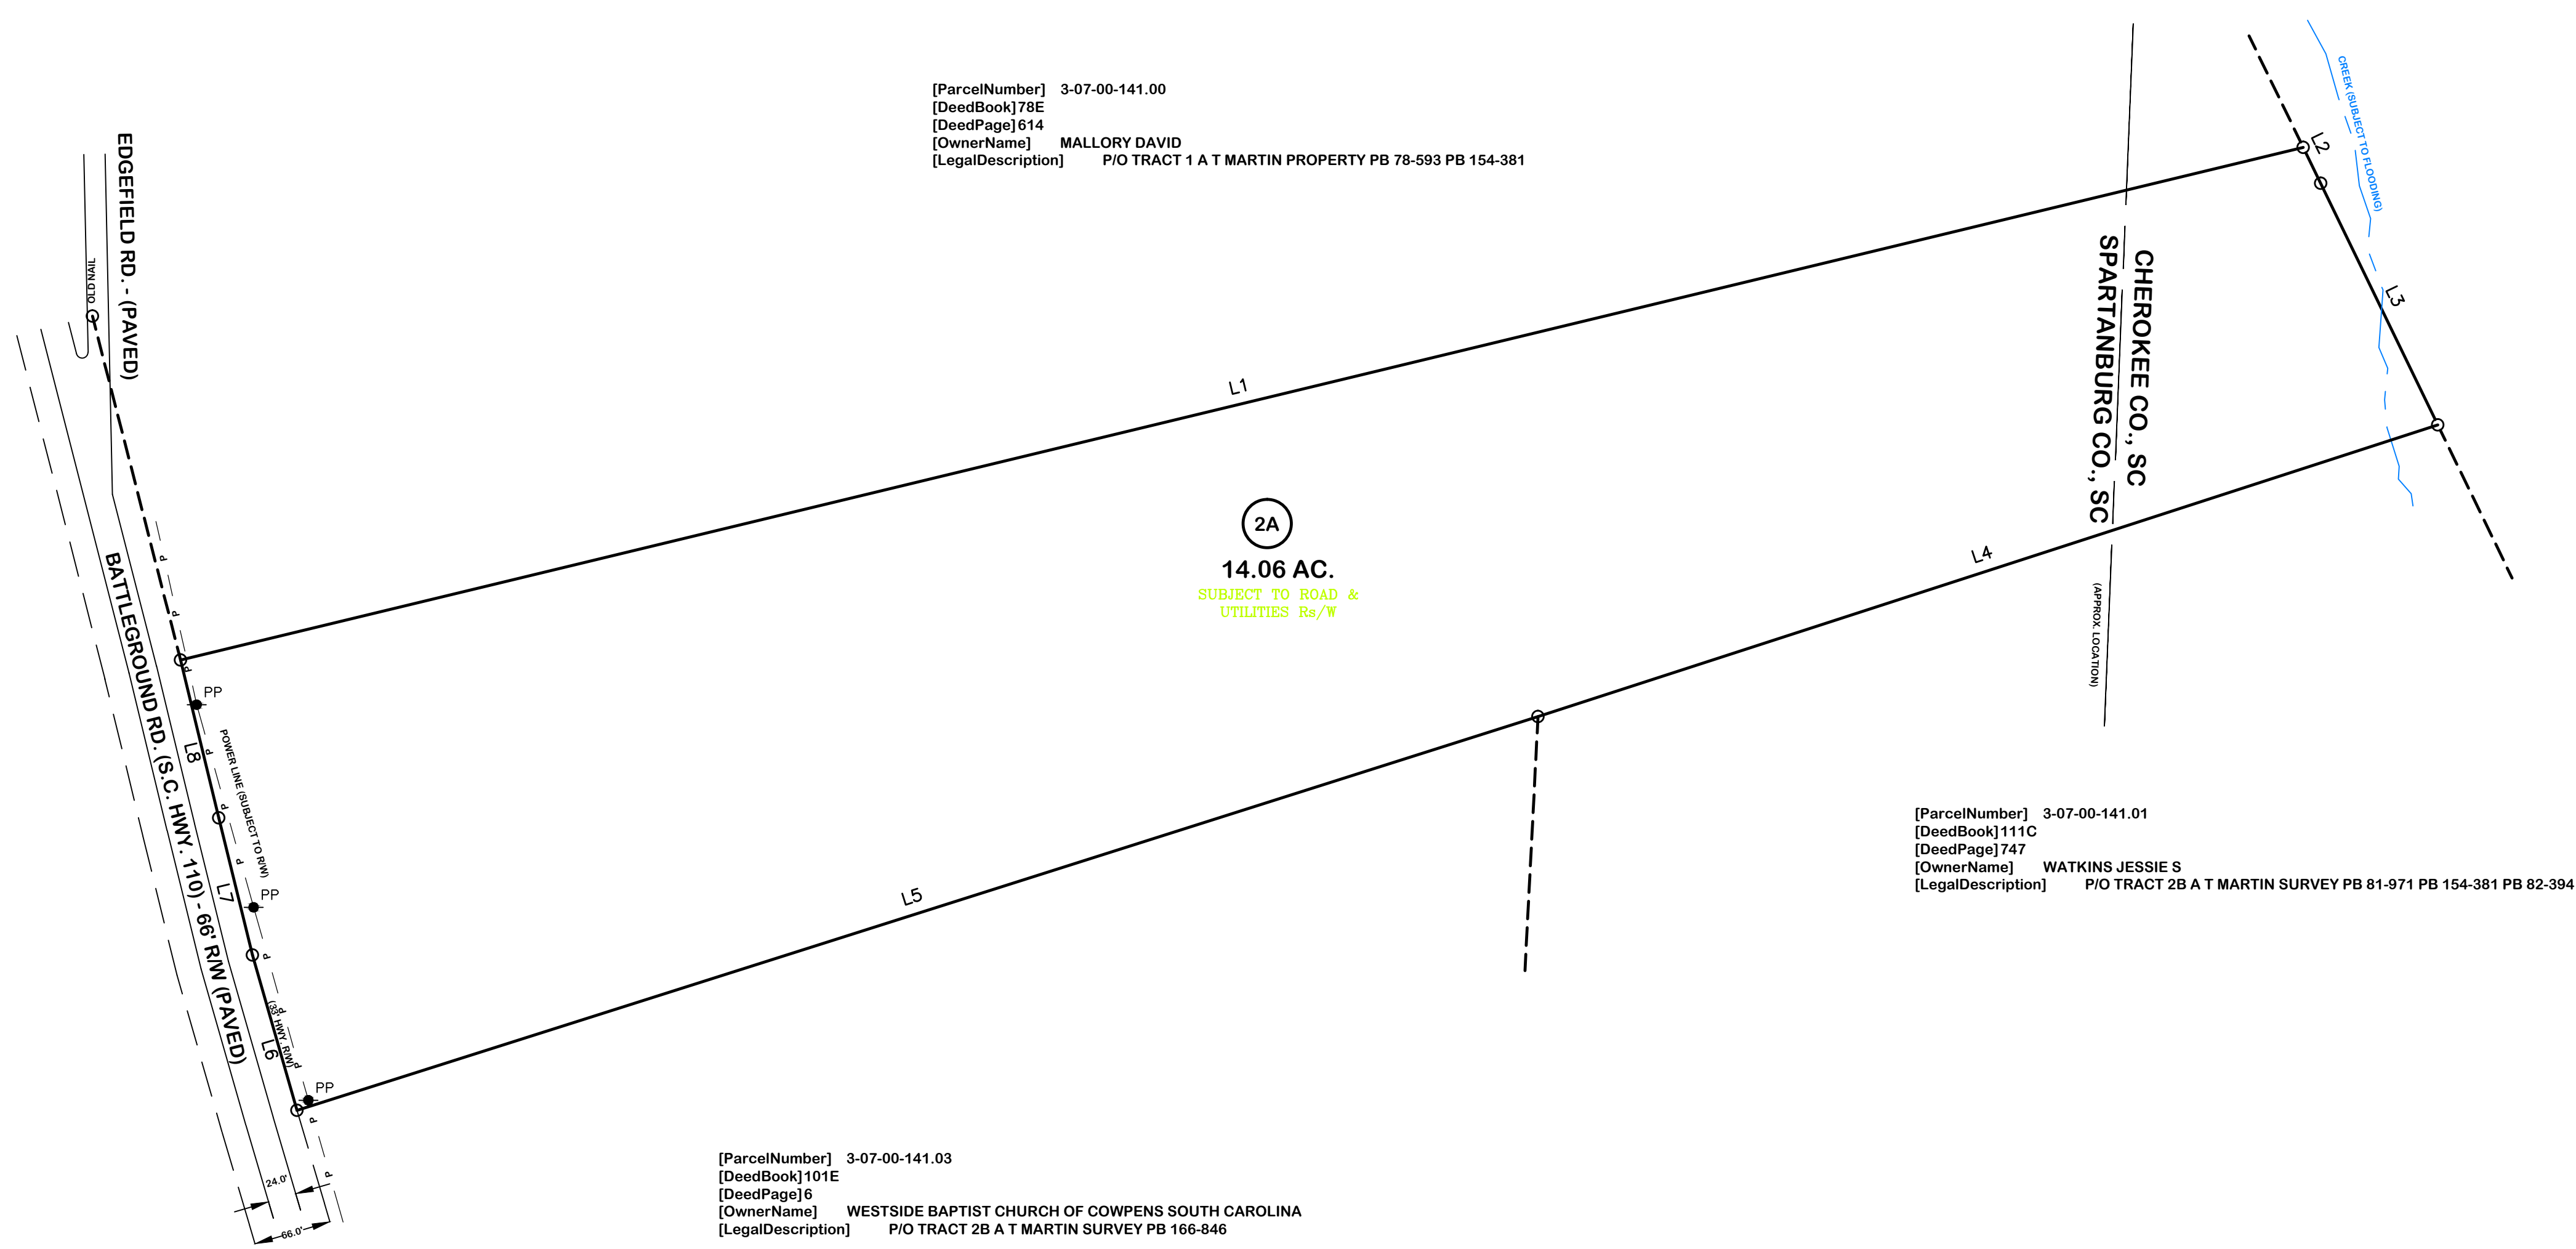 [ParcelNumber] 3-07-00-141.00
[DeedBook]78E
[DeedPage]614
[OwnerName] MALLORY DAVID
[LegalDescription] P/O TRACT 1 A T MARTIN PROPERTY PB 78-593 PB 154-381
CREEK (SUBJECT TO FLOODING)
L2
L3
EDGEFIELD RD. - (PAVED)
OLD NAIL
CHEROKEE CO., SC
SPARTANBURG CO., SC
(APPROX. LOCATION)
L1
2A
14.06 AC.
SUBJECT TO ROAD &
UTILITIES Rs/W
L4
L5
P
P
P
PP
P
L8
POWER LINE (SUBJECT TO R/W)
P
P
L7
PP
P
BATTLEGROUND RD. (S.C. HWY. 110) - 66' R/W (PAVED)
(33' HWY. R/W)
P
L6
P
PP
P
P
24.0'
66.0'
[ParcelNumber] 3-07-00-141.01
[DeedBook]111C
[DeedPage]747
[OwnerName] WATKINS JESSIE S
[LegalDescription] P/O TRACT 2B A T MARTIN SURVEY PB 81-971 PB 154-381 PB 82-394
[ParcelNumber] 3-07-00-141.03
[DeedBook]101E
[DeedPage]6
[OwnerName] WESTSIDE BAPTIST CHURCH OF COWPENS SOUTH CAROLINA
[LegalDescription] P/O TRACT 2B A T MARTIN SURVEY PB 166-846